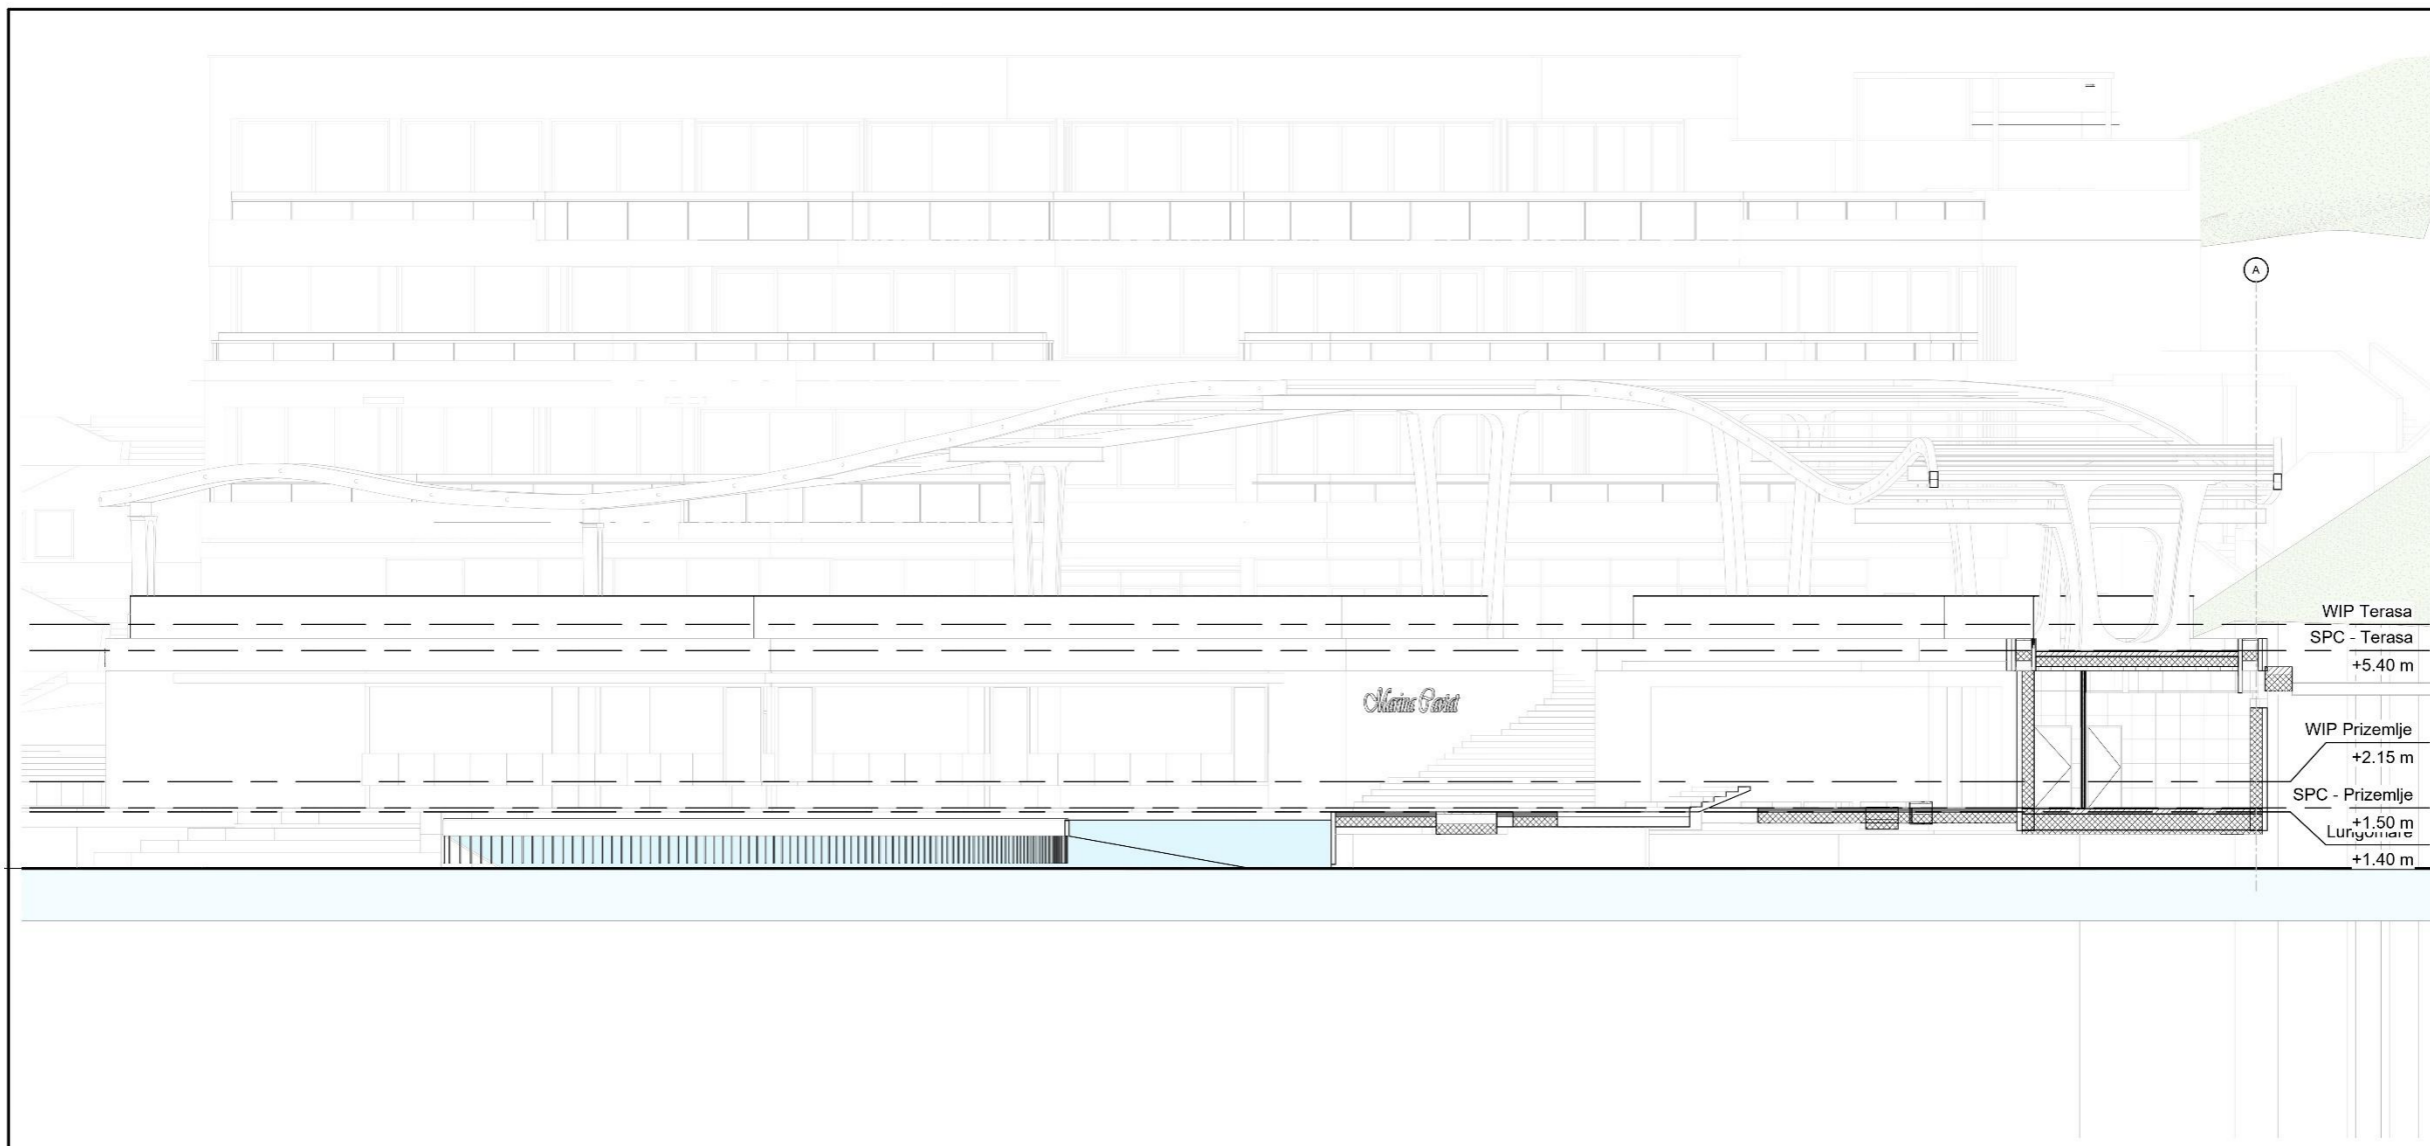 A
WIP Terasa
SPC - Terasa
+5.40 m
WIP Prizemlje
+2.15 m
SPC - Prizemlje
+1.50 m
Lungomare
+1.40 m